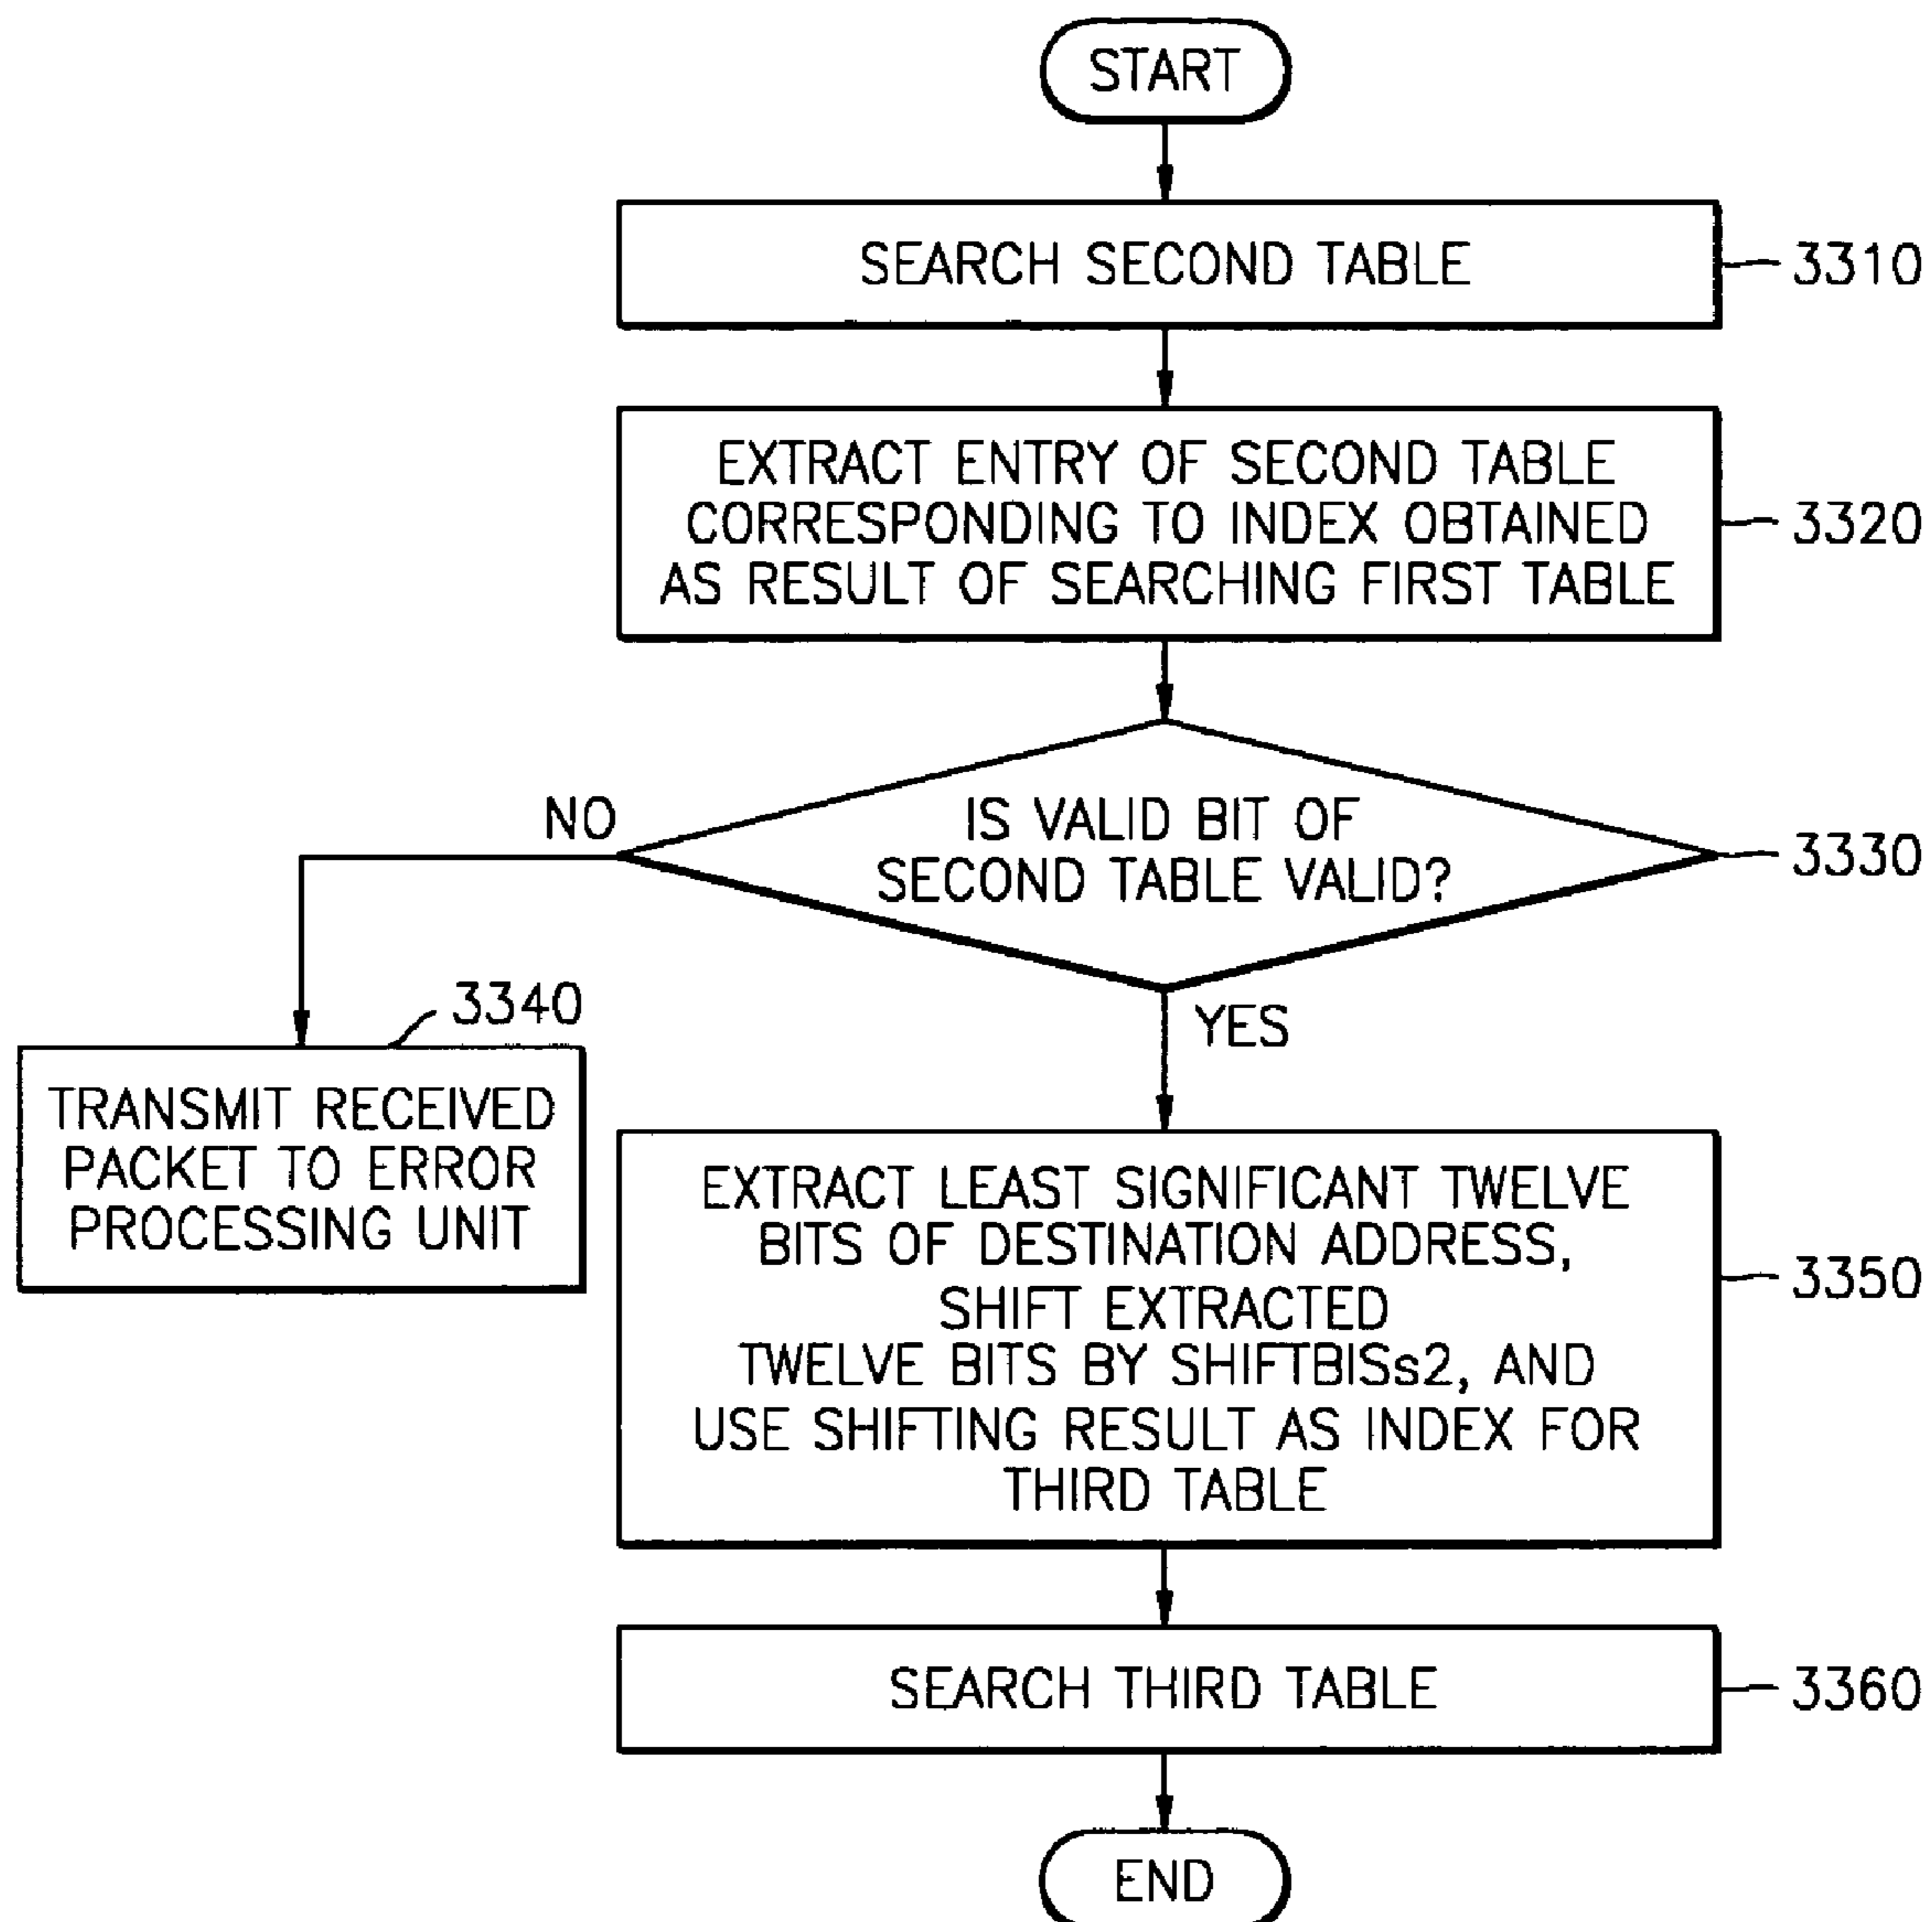 START
SEARCH SECOND TABLE
3310
EXTRACT ENTRY OF SECOND TABLE
CORRESPONDING TO INDEX OBTAINED
AS RESULT OF SEARCHING FIRST TABLE
3320
IS VALID BIT OF
SECOND TABLE VALID?
3330
NO
YES
3340
TRANSMIT RECEIVED
PACKET TO ERROR
PROCESSING UNIT
EXTRACT LEAST SIGNIFICANT TWELVE
BITS OF DESTINATION ADDRESS,
SHIFT EXTRACTED
TWELVE BITS BY SHIFTBISs2, AND
USE SHIFTING RESULT AS INDEX FOR
THIRD TABLE
3350
SEARCH THIRD TABLE
3360
END